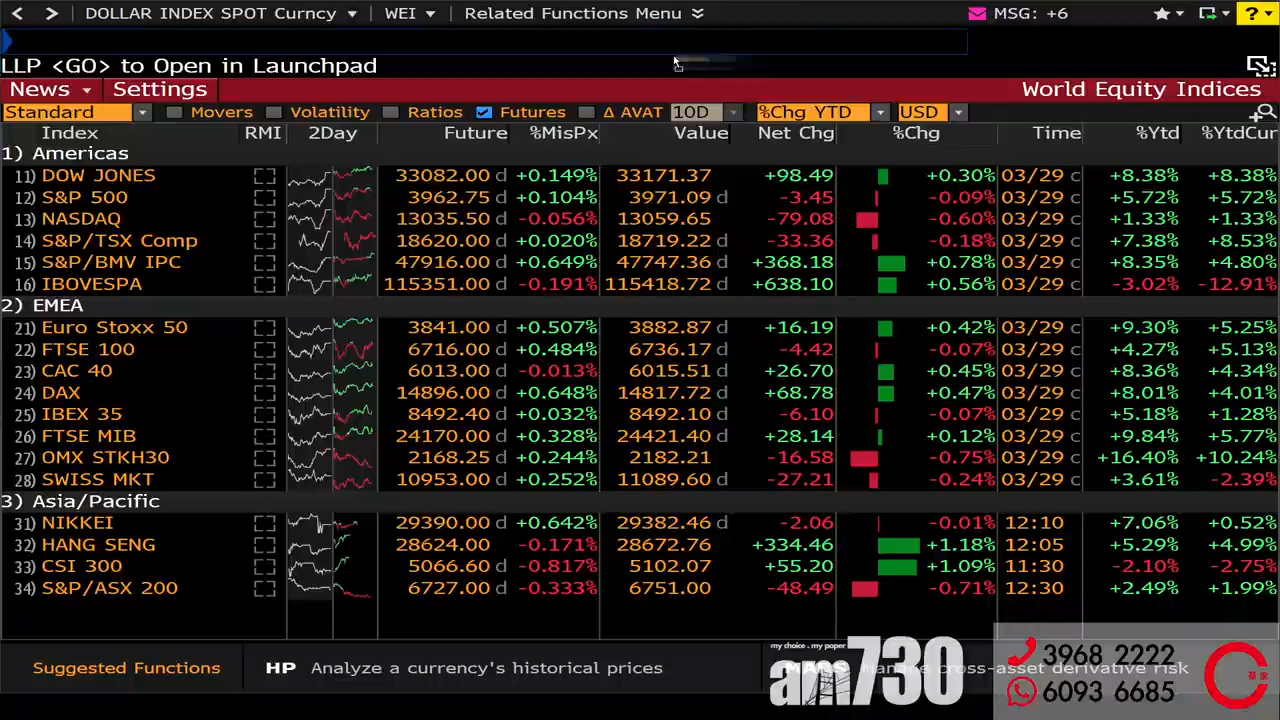 DOLLAR INDEX SPOT Curncy WEI Related Functions Menu MSG: +6 ?
LLP <GO> to Open in Launchpad
News Settings World Equity Indices
Standard Movers Volatility Ratios Futures Δ AVAT 10D %Chg YTD USD
Index RMI 2Day Future %MisPx Value Net Chg %Chg Time %Ytd %YtdCur
1) Americas
11) DOW JONES 33082.00 d +0.149% 33171.37 +98.49 +0.30% 03/29 c +8.38% +8.38%
12) S&P 500 3962.75 d +0.104% 3971.09 d -3.45 -0.09% 03/29 c +5.72% +5.72%
13) NASDAQ 13035.50 d -0.056% 13059.65 -79.08 -0.60% 03/29 c +1.33% +1.33%
14) S&P/TSX Comp 18620.00 d +0.020% 18719.22 d -33.36 -0.18% 03/29 c +7.38% +8.53%
15) S&P/BMV IPC 47916.00 d +0.649% 47747.36 d +368.18 +0.78% 03/29 c +8.35% +4.80%
16) IBOVESPA 115351.00 d -0.191% 115418.72 d +638.10 +0.56% 03/29 c -3.02% -12.91%
2) EMEA
21) Euro Stoxx 50 3841.00 d +0.507% 3882.87 d +16.19 +0.42% 03/29 c +9.30% +5.25%
22) FTSE 100 6716.00 d +0.484% 6736.17 d -4.42 -0.07% 03/29 c +4.27% +5.13%
23) CAC 40 6013.00 d -0.013% 6015.51 d +26.70 +0.45% 03/29 c +8.36% +4.34%
24) DAX 14896.00 d +0.648% 14817.72 d +68.78 +0.47% 03/29 c +8.01% +4.01%
25) IBEX 35 8492.40 d +0.032% 8492.10 d -6.10 -0.07% 03/29 c +5.18% +1.28%
26) FTSE MIB 24170.00 d +0.328% 24421.40 d +28.14 +0.12% 03/29 c +9.84% +5.77%
27) OMX STKH30 2168.25 d +0.244% 2182.21 d -16.58 -0.75% 03/29 c +16.40% +10.24%
28) SWISS MKT 10953.00 d +0.252% 11089.60 d -27.21 -0.24% 03/29 c +3.61% -2.39%
3) Asia/Pacific
31) NIKKEI 29390.00 d +0.642% 29382.46 d -2.06 -0.01% 12:10 +7.06% +0.52%
32) HANG SENG 28624.00 -0.171% 28672.76 +334.46 +1.18% 12:05 +5.29% +4.99%
33) CSI 300 5066.60 d -0.817% 5102.07 +55.20 +1.09% 11:30 -2.10% -2.75%
34) S&P/ASX 200 6727.00 d -0.333% 6751.00 -48.49 -0.71% 12:30 +2.49% +1.99%
my choice . my paper
am730
Suggested Functions HP Analyze a currency's historical prices MARS Manage cross-asset derivative risk
3968 2222
6093 6685